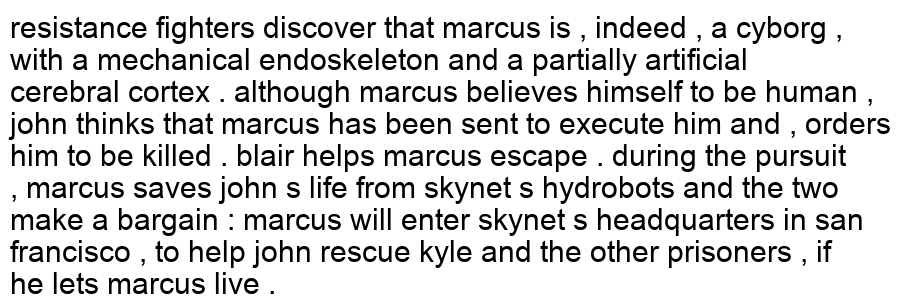 resistance fighters discover that marcus is , indeed , a cyborg ,
with a mechanical endoskeleton and a partially artificial
cerebral cortex . although marcus believes himself to be human ,
john thinks that marcus has been sent to execute him and , orders
him to be killed . blair helps marcus escape . during the pursuit
, marcus saves john s life from skynet s hydrobots and the two
make a bargain : marcus will enter skynet s headquarters in san
francisco , to help john rescue kyle and the other prisoners , if
he lets marcus live .